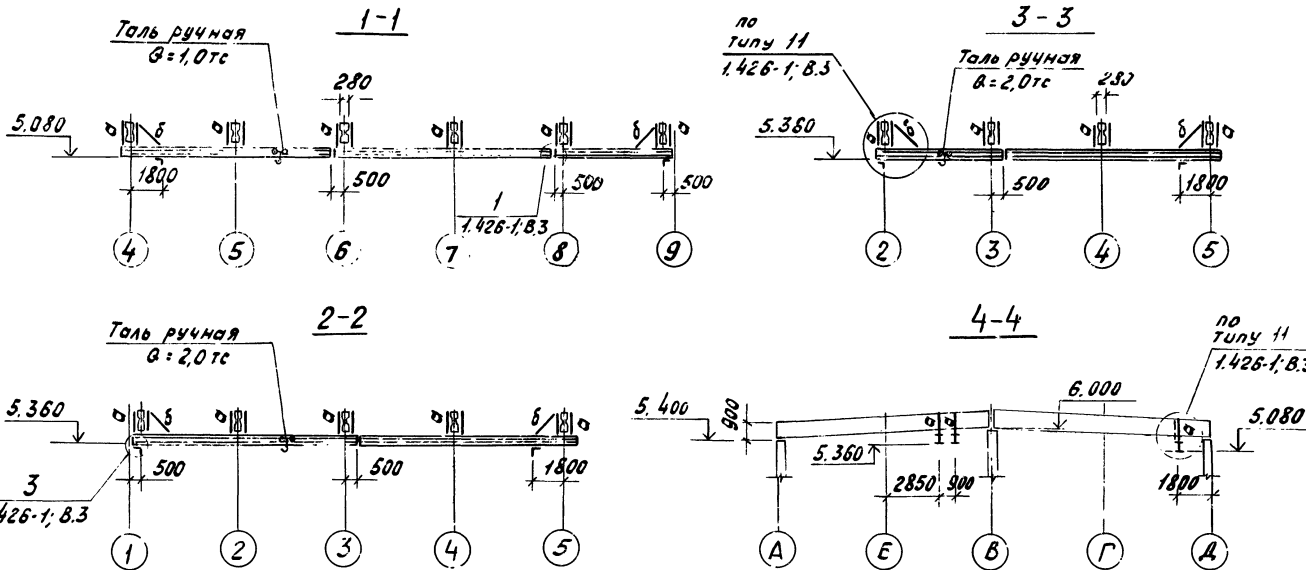 1-1
Таль ручная
Q=1,0тс
280
5.080
а
б
а
а
а
а
б
а
1800
500
500
500
1
1.426-1; В.3
4
5
6
7
8
9
3-3
по
типу 11
1.426-1; В.3
Таль ручная
Q=2,0тс
280
5.360
а
б
а
а
б
а
500
1800
2
3
4
5
2-2
Таль ручная
Q=2,0тс
5.360
а
б
а
а
а
б
а
500
500
1800
3
426-1; В.3
1
2
3
4
5
4-4
по
типу 11
1.426-1; В.3
5.400
900
а
а
6.000
а
5.080
5.360
2850
900
1800
А
Е
В
Г
Д